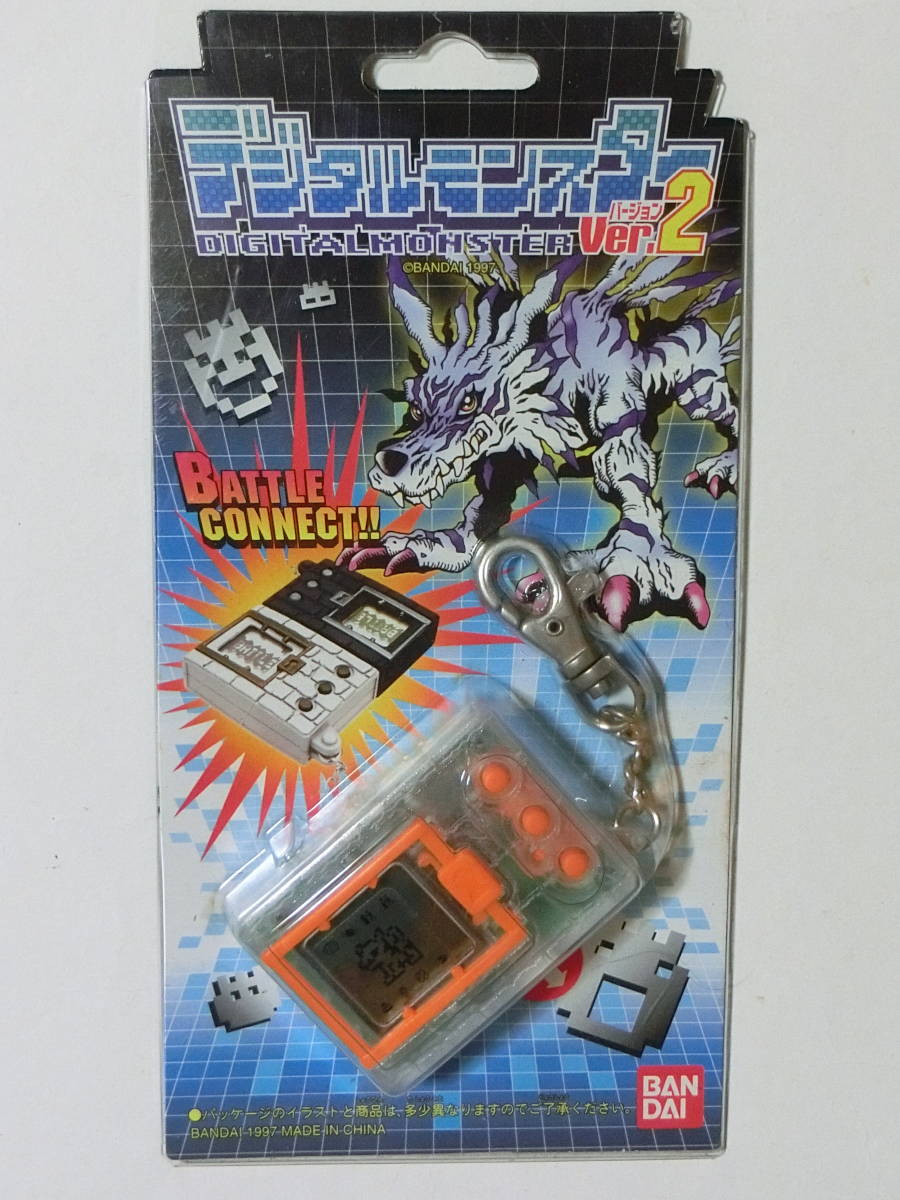 デジタルモンスター
DIGITALMONSTER
バージョン
Ver.2
©BANDAI 1997
BATTLE
CONNECT!!
BAN
DAI
●パッケージのイラストと商品は、多少異なりますのでご了承ください。
BANDAI 1997 MADE IN CHINA